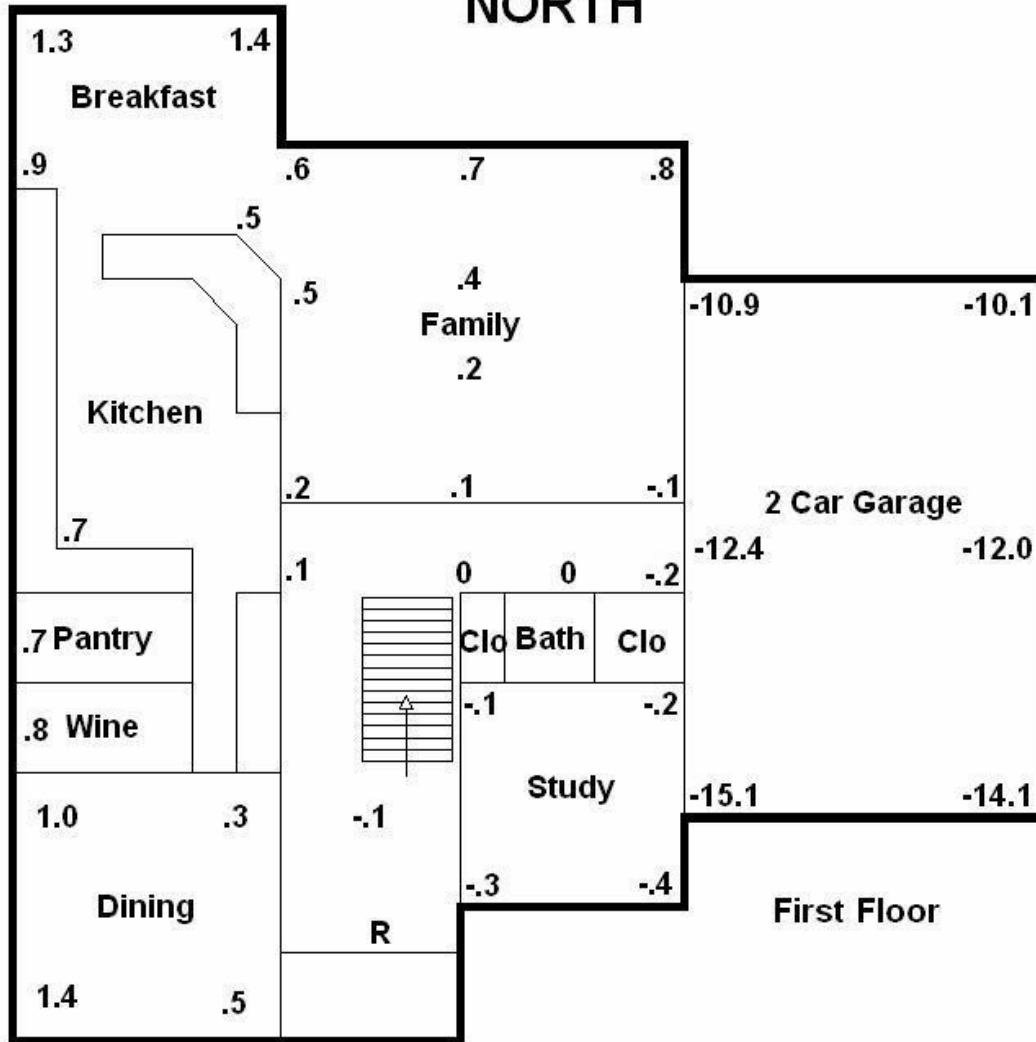 NORTH
1.3 1.4
Breakfast
.9 .6 .7 .8
.5
.5 .4 -10.9 -10.1
Family
.2
Kitchen
.2 .1 -.1
2 Car Garage
.7 -12.4 -12.0
.1 0 0 -.2
.7 Pantry Clo Bath Clo
-.1 -.2
.8 Wine
Study
-15.1 -14.1
1.0 .3 -.1
-.3 -.4
Dining First Floor
R
1.4 .5